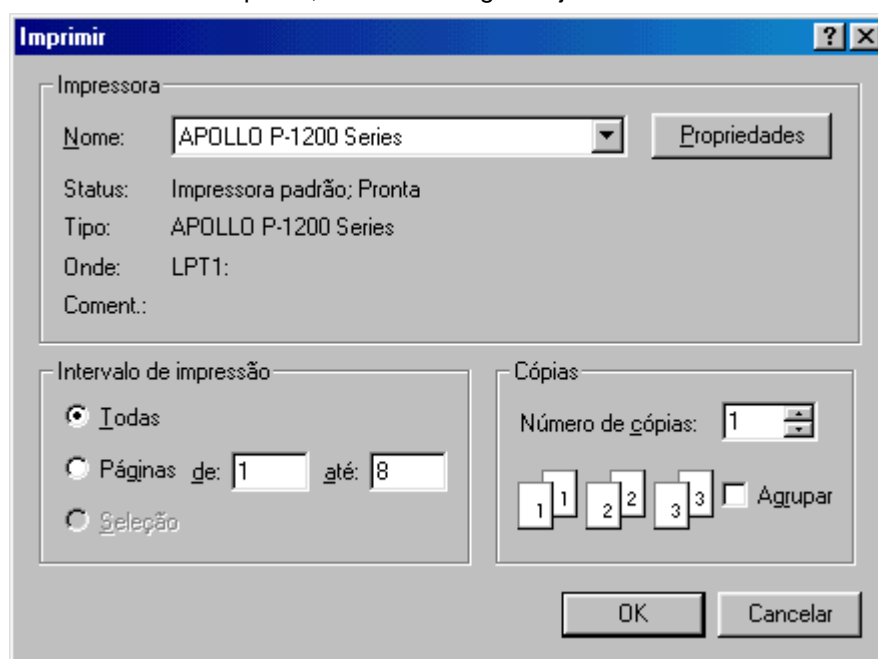 Imprimir
Impressora
Nome: APOLLO P-1200 Series Propriedades
Status: Impressora padrão; Pronta
Tipo: APOLLO P-1200 Series
Onde: LPT1:
Coment.:
Intervalo de impressão
Todas
Páginas de: 1 até: 8
Seleção
Cópias
Número de cópias: 1
1 1 2 2 3 3 Agrupar
OK Cancelar